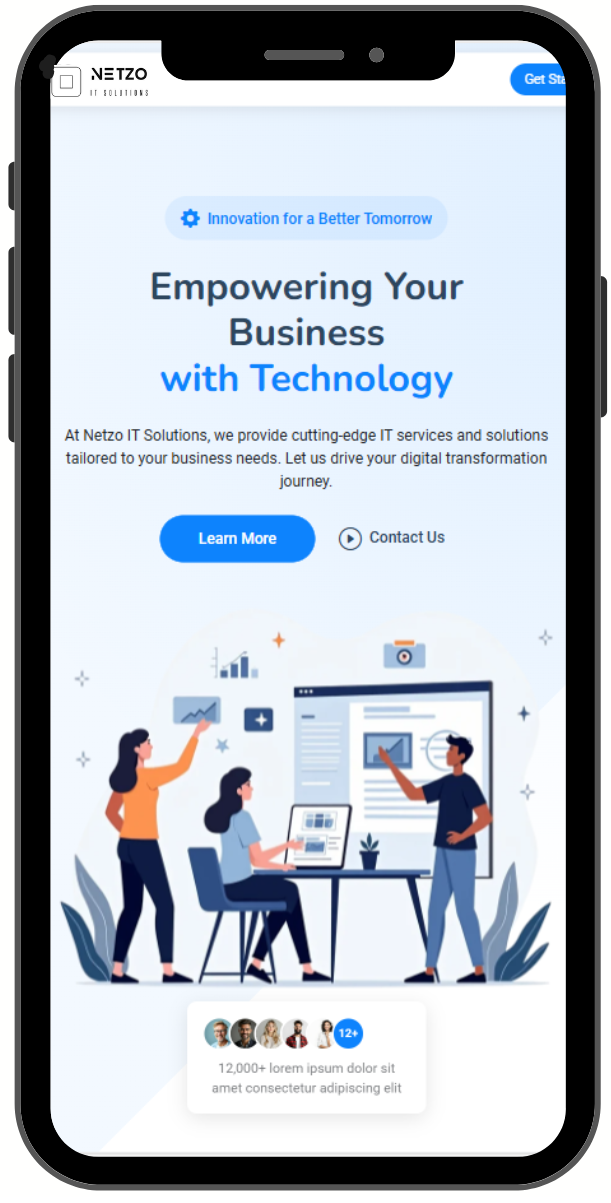 NETZO
IT SOLUTIONS
Get Sta
Innovation for a Better Tomorrow
Empowering Your
Business
with Technology
At Netzo IT Solutions, we provide cutting-edge IT services and solutions
tailored to your business needs. Let us drive your digital transformation
journey.
Learn More
Contact Us
12+
12,000+ lorem ipsum dolor sit
amet consectetur adipiscing elit